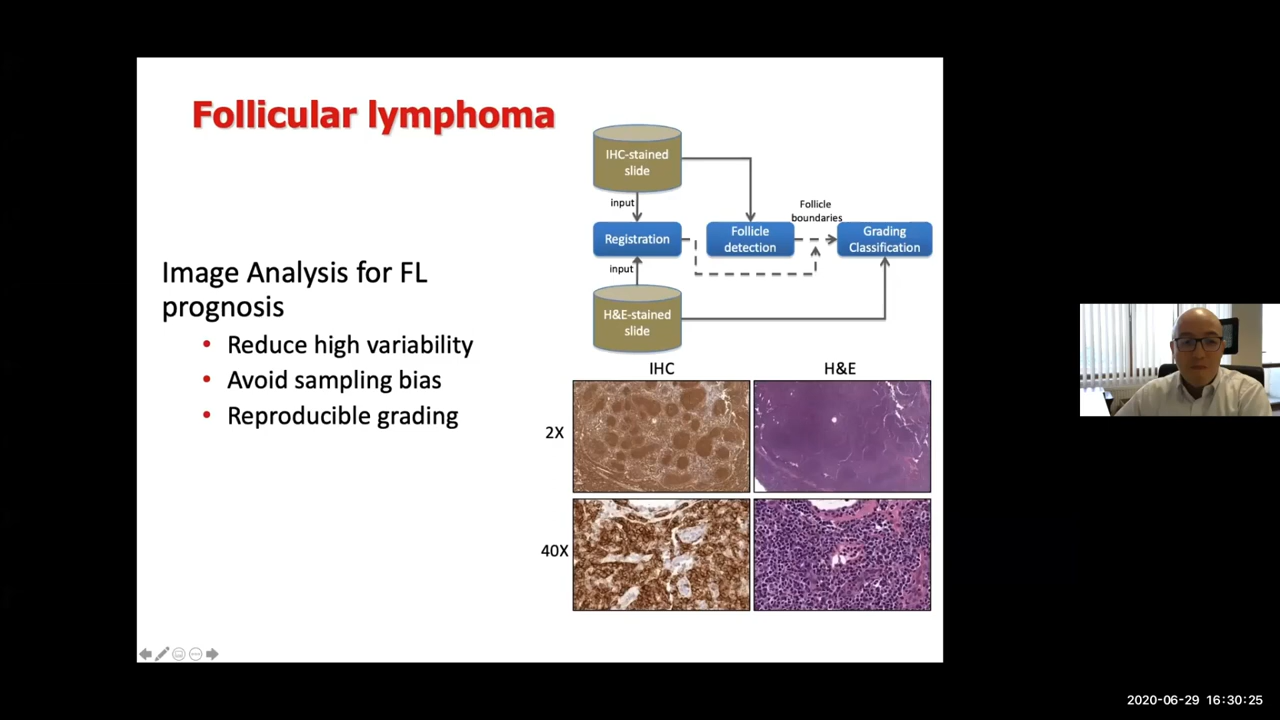 Follicular lymphoma
Image Analysis for FL
prognosis
• Reduce high variability
• Avoid sampling bias
• Reproducible grading
IHC-stained
slide
input
Registration
input
H&E-stained
slide
Follicle
detection
Follicle
boundaries
Grading
Classification
IHC
H&E
2X
40X
2020-06-29 16:30:25